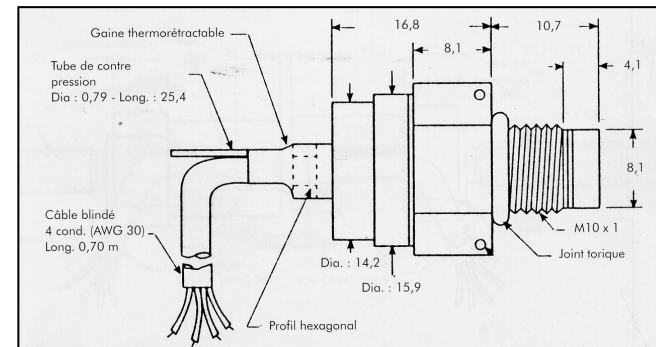 Gaine thermorétractable
Tube de contre
pression
Dia : 0,79 - Long. : 25,4
Câble blindé
4 cond. (AWG 30)
Long. 0,70 m
16,8
10,7
8,1
4,1
8,1
M10 x 1
Joint torique
Dia. : 14,2
Dia. : 15,9
Profil hexagonal